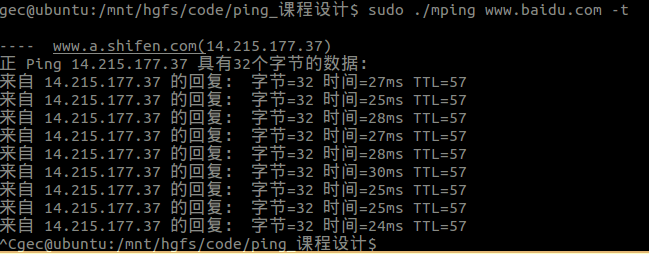 gec@ubuntu:/mnt/hgfs/code/ping_课程设计$ sudo ./mping www.baidu.com -t
----  www.a.shifen.com(14.215.177.37)
正 Ping 14.215.177.37 具有32个字节的数据:
来自 14.215.177.37 的回复:  字节=32 时间=27ms TTL=57
来自 14.215.177.37 的回复:  字节=32 时间=25ms TTL=57
来自 14.215.177.37 的回复:  字节=32 时间=28ms TTL=57
来自 14.215.177.37 的回复:  字节=32 时间=27ms TTL=57
来自 14.215.177.37 的回复:  字节=32 时间=28ms TTL=57
来自 14.215.177.37 的回复:  字节=32 时间=30ms TTL=57
来自 14.215.177.37 的回复:  字节=32 时间=25ms TTL=57
来自 14.215.177.37 的回复:  字节=32 时间=25ms TTL=57
来自 14.215.177.37 的回复:  字节=32 时间=24ms TTL=57
^Cgec@ubuntu:/mnt/hgfs/code/ping_课程设计$